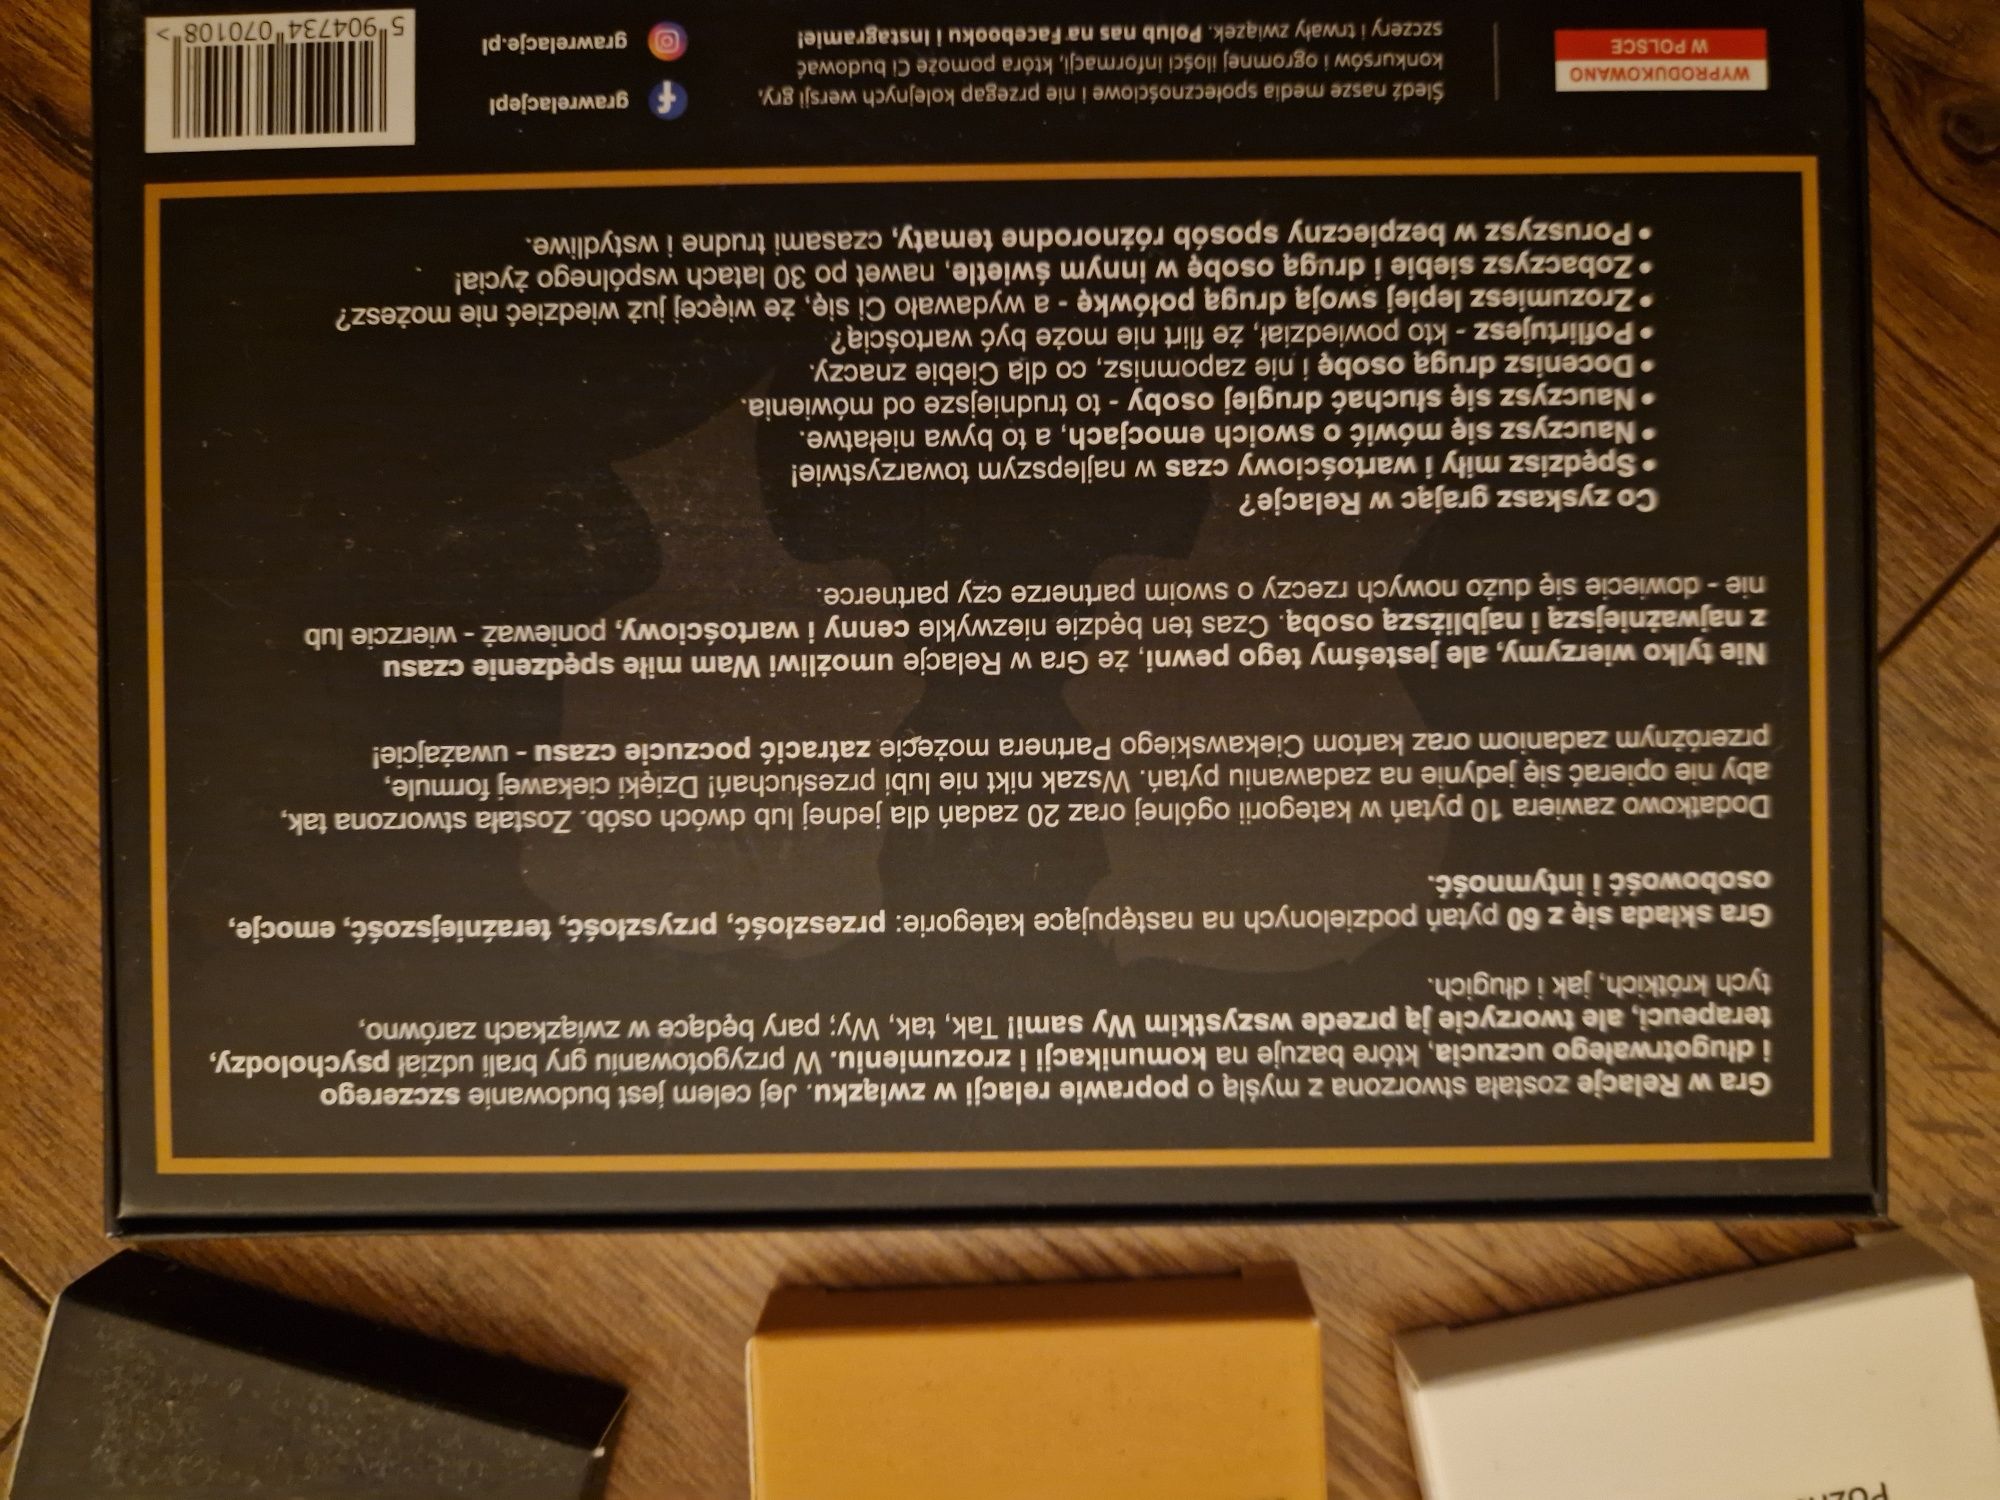 Gra w Relacje została stworzona z myślą o poprawie relacji w związku. Jej celem jest budowanie szczerego
i długotrwałego uczucia, które bazuje na komunikacji i zrozumieniu. W przygotowaniu gry brali udział psycholodzy,
terapeuci, ale tworzycie ją przede wszystkim Wy sami! Tak, tak, Wy; pary będące w związkach zarówno,
tych krótkich, jak i długich.
Gra składa się z 60 pytań podzielonych na następujące kategorie: przeszłość, przyszłość, teraźniejszość, emocje,
osobowość i intymność.
Dodatkowo zawiera 10 pytań w kategorii ogólnej oraz 20 zadań dla jednej lub dwóch osób. Została stworzona tak,
aby nie opierać się jedynie na zadawaniu pytań. Wszak nikt nie lubi przesłuchań! Dzięki ciekawej formule,
przeróżnym zadaniom oraz kartom Ciekawskiego Partnera możecie zatracić poczucie czasu - uważajcie!
Nie tylko wierzymy, ale jesteśmy tego pewni, że Gra w Relacje umożliwi Wam miłe spędzenie czasu
z najważniejszą i najbliższą osobą. Czas ten będzie niezwykle cenny i wartościowy, ponieważ - wierzcie lub
nie - dowiecie się dużo nowych rzeczy o swoim partnerze czy partnerce.
Co zyskasz grając w Relacje?
• Spędzisz miły i wartościowy czas w najlepszym towarzystwie!
• Nauczysz się mówić o swoich emocjach, a to bywa niełatwe.
• Nauczysz się słuchać drugiej osoby - to trudniejsze od mówienia.
• Docenisz drugą osobę i nie zapomnisz, co dla Ciebie znaczy.
• Poflirtujesz - kto powiedział, że flirt nie może być wartością?
• Zrozumiesz lepiej swoją drugą połówkę - a wydawało Ci się, że więcej już wiedzieć nie możesz?
• Zobaczysz siebie i drugą osobę w innym świetle, nawet po 30 latach wspólnego życia!
• Poruszysz w bezpieczny sposób różnorodne tematy, czasami trudne i wstydliwe.
WYPRODUKOWANO
W POLSCE
Śledź nasze media społecznościowe i nie przegap kolejnych wersji gry,
konkursów i ogromnej ilości informacji, która pomoże Ci budować
szczery i trwały związek. Polub nas na Facebooku i Instagramie!
grawrelacjepl
grawrelacje.pl
5 904734 070108 >